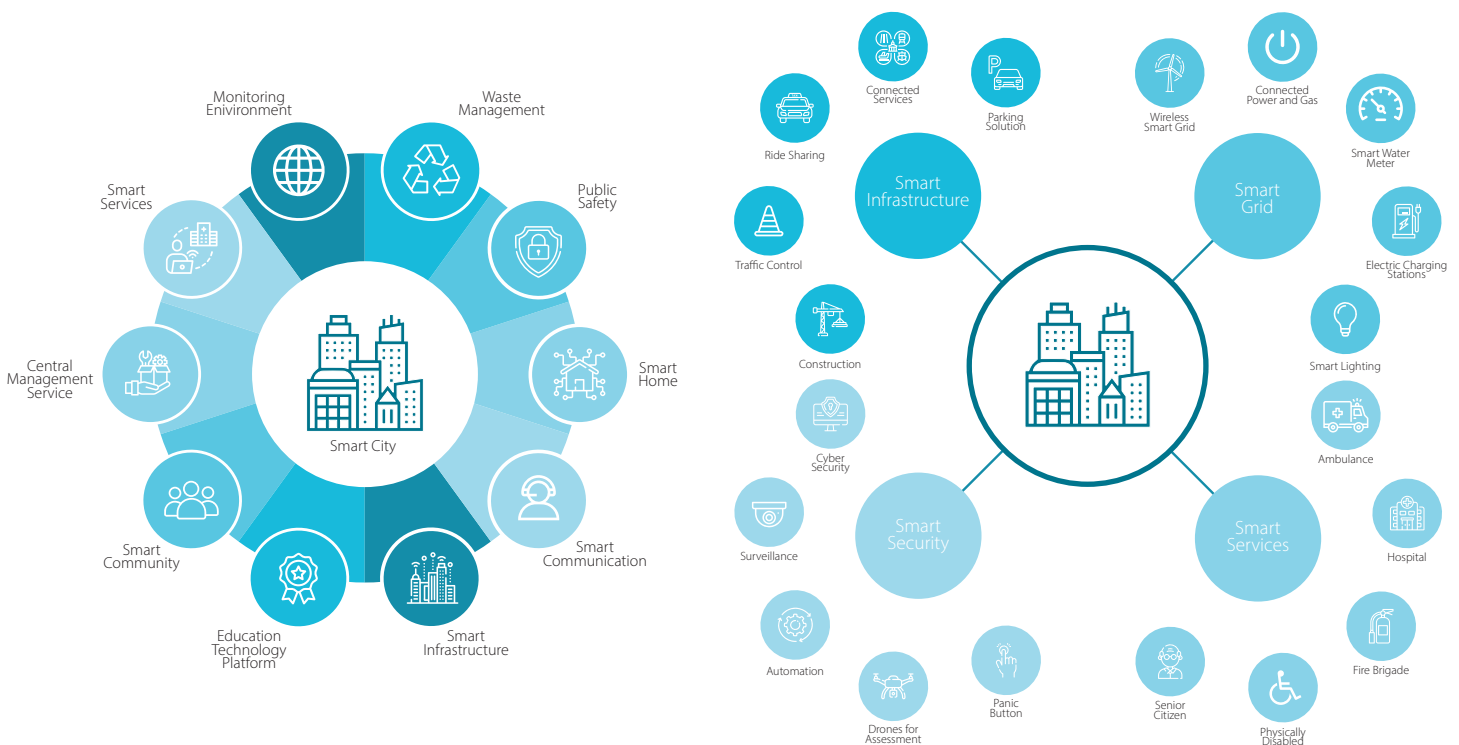 Monitoring
Enivironment
Waste
Management
Smart
Services
Public
Safety
Central
Management
Service
Smart
Home
Smart City
Smart
Community
Smart
Communication
Education
Technology
Platform
Smart
Infrastructure
Connected
Services
P
Parking
Solution
Ride Sharing
Smart
Infrastructure
Traffic Control
Construction
Wireless
Smart Grid
Connected
Power and Gas
Smart Water
Meter
Smart
Grid
Electric Charging
Stations
Smart Lighting
Cyber
Security
Surveillance
Smart
Security
Automation
Drones for
Assessment
Panic
Button
Ambulance
Smart
Services
Hospital
Fire Brigade
Senior
Citizen
Physically
Disabled